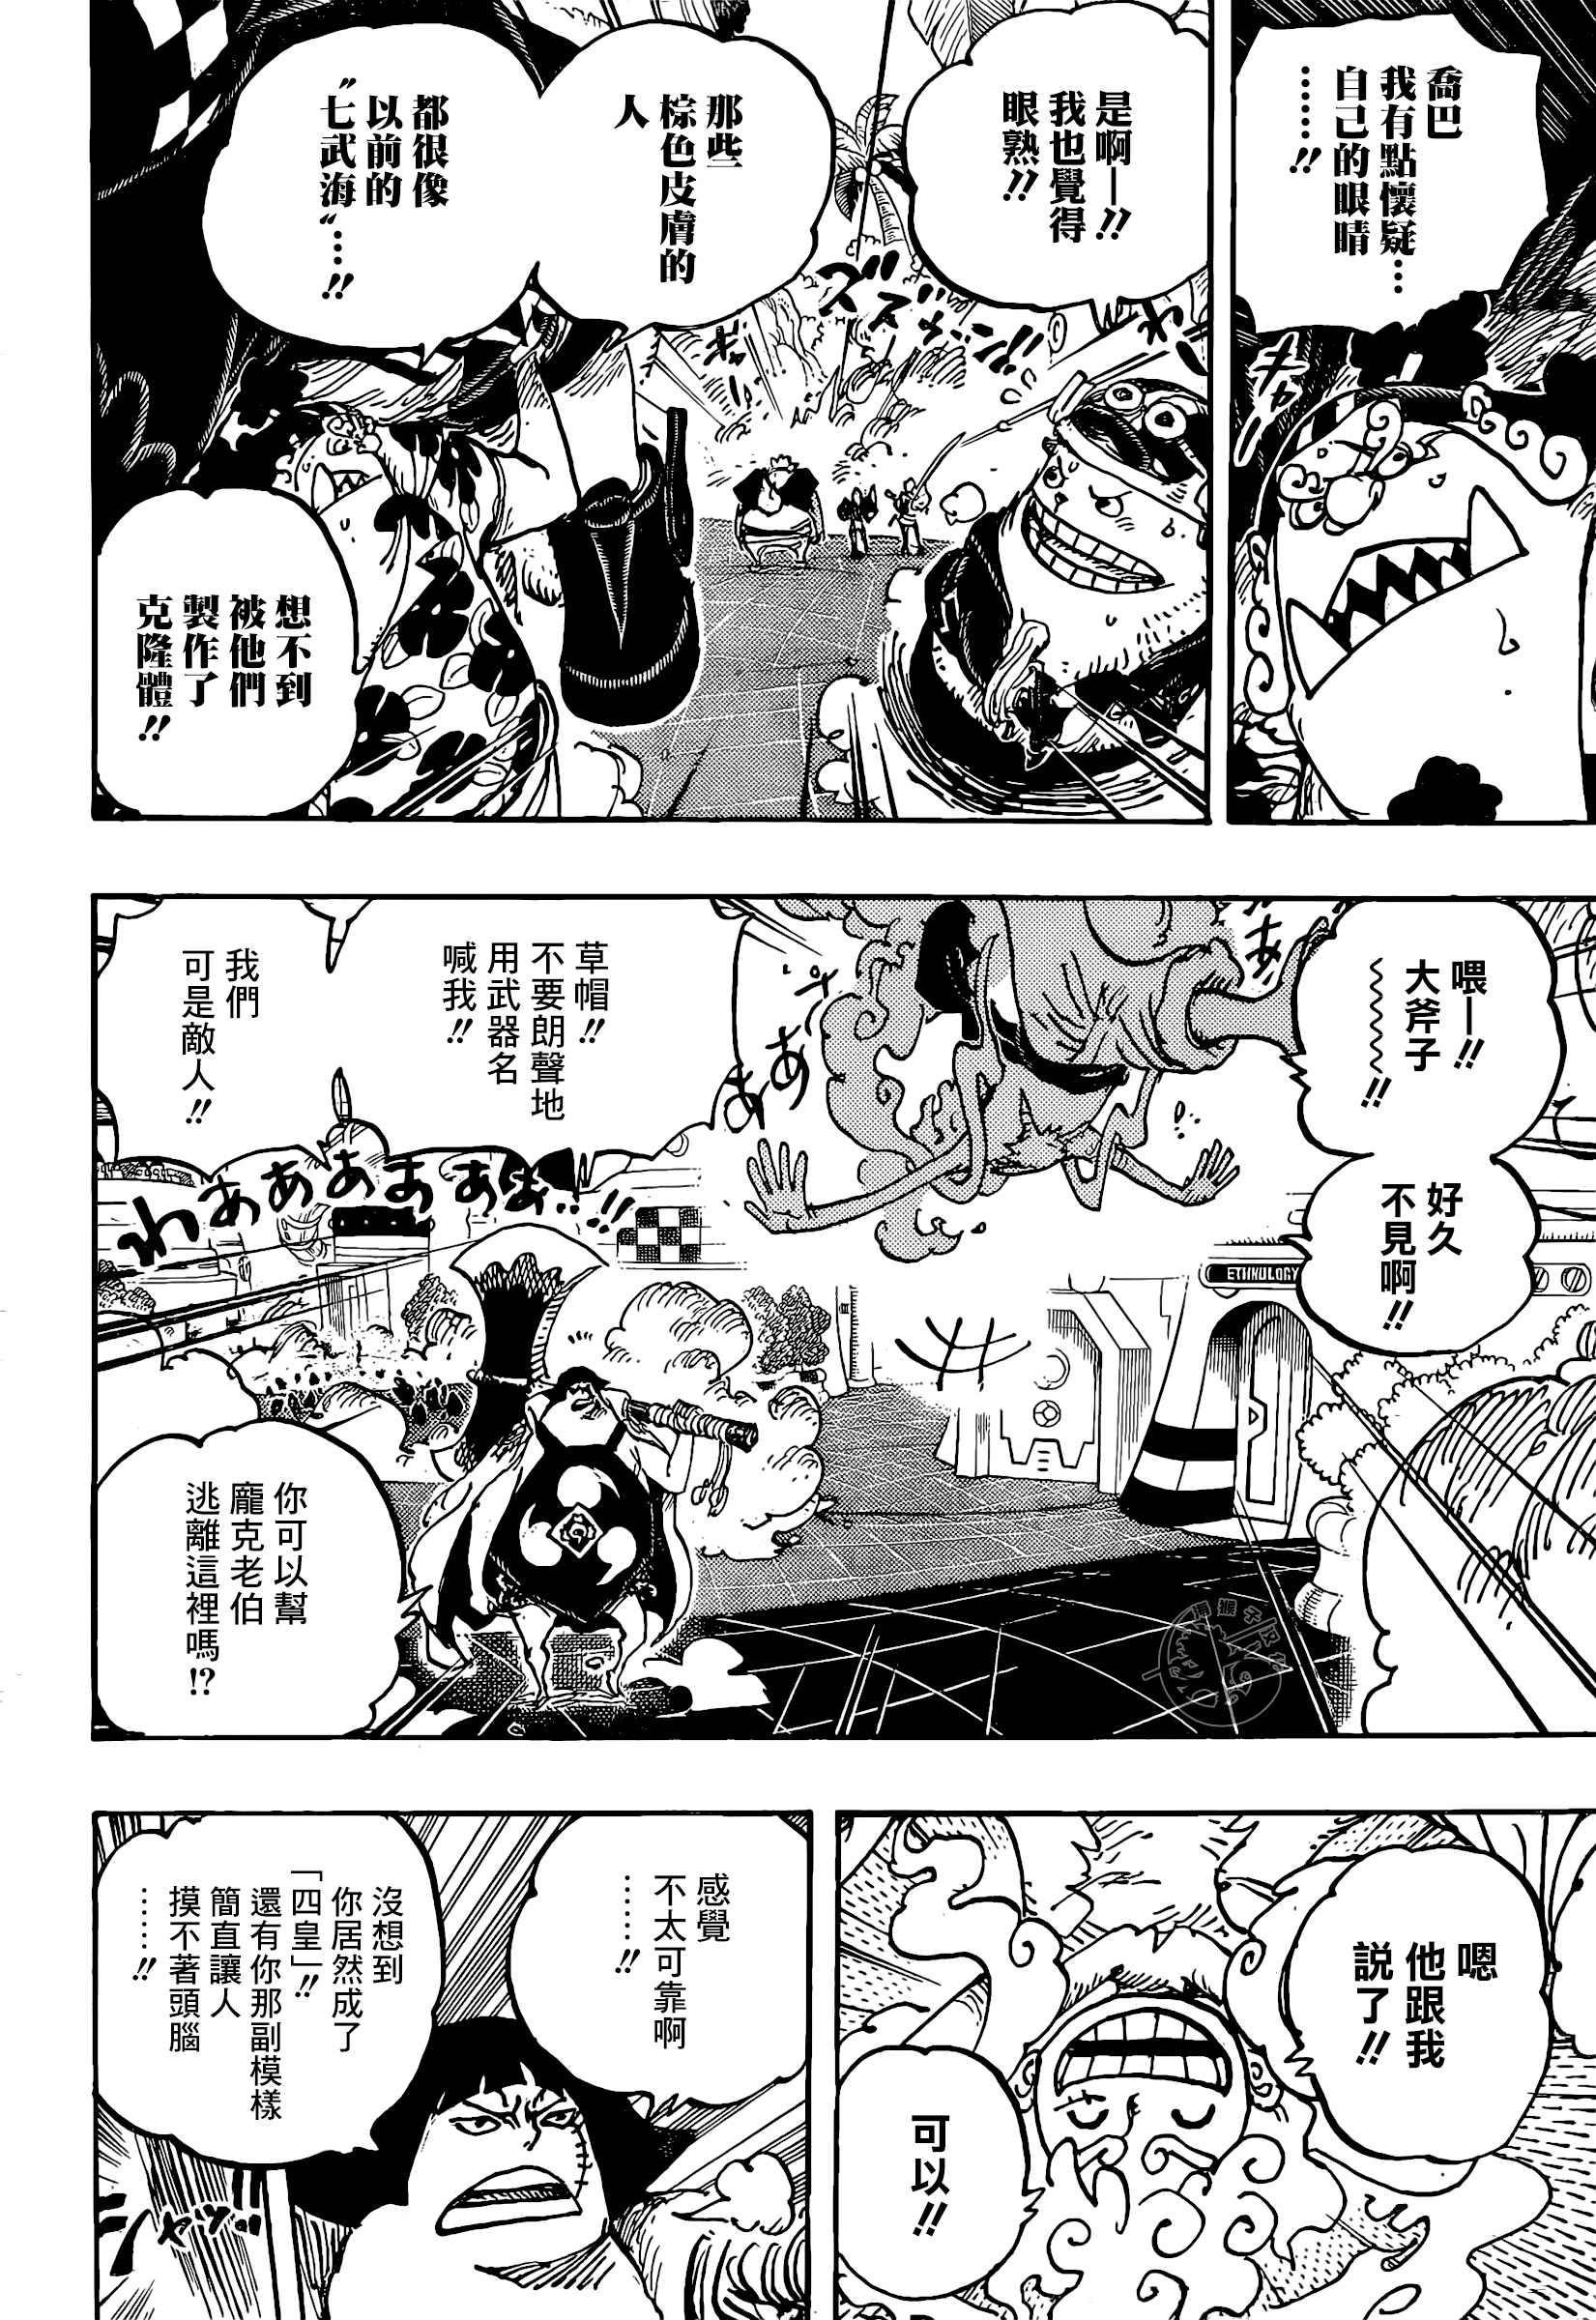 喬巴
我有點懷疑…
自己的眼睛
……!!
ギャー
是啊—!!
我也覺得
眼熟!!
那些
棕色皮膚的
人
都很像
以前的
"七武海"…!!
想不到
被他們
製作了
克隆體!!
喂—!!
大斧子
~~~~!!
好久
不見啊!!
ETHNOLOGY
草帽!!
不要朗聲地
用武器名
喊我!!
我們
可是敵人!!
わあああああぁ…!!
你可以幫
龐克老伯
逃離這裡嗎!?
嗯
他跟我
說了!!
可以!!
感覺
不太可靠啊
……!!
沒想到
你居然成了
「四皇」!!
還有你那副模樣
簡直讓人
摸不著頭腦
……!!